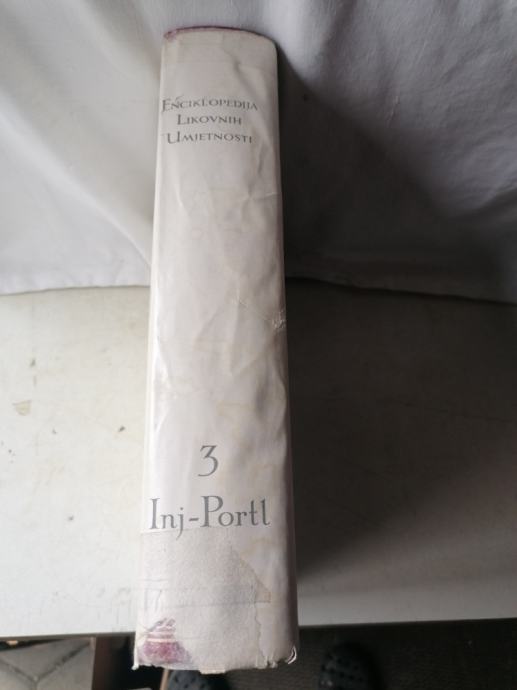 Enciklopedija
Likovnih
Umjetnosti
3
Inj-Portl